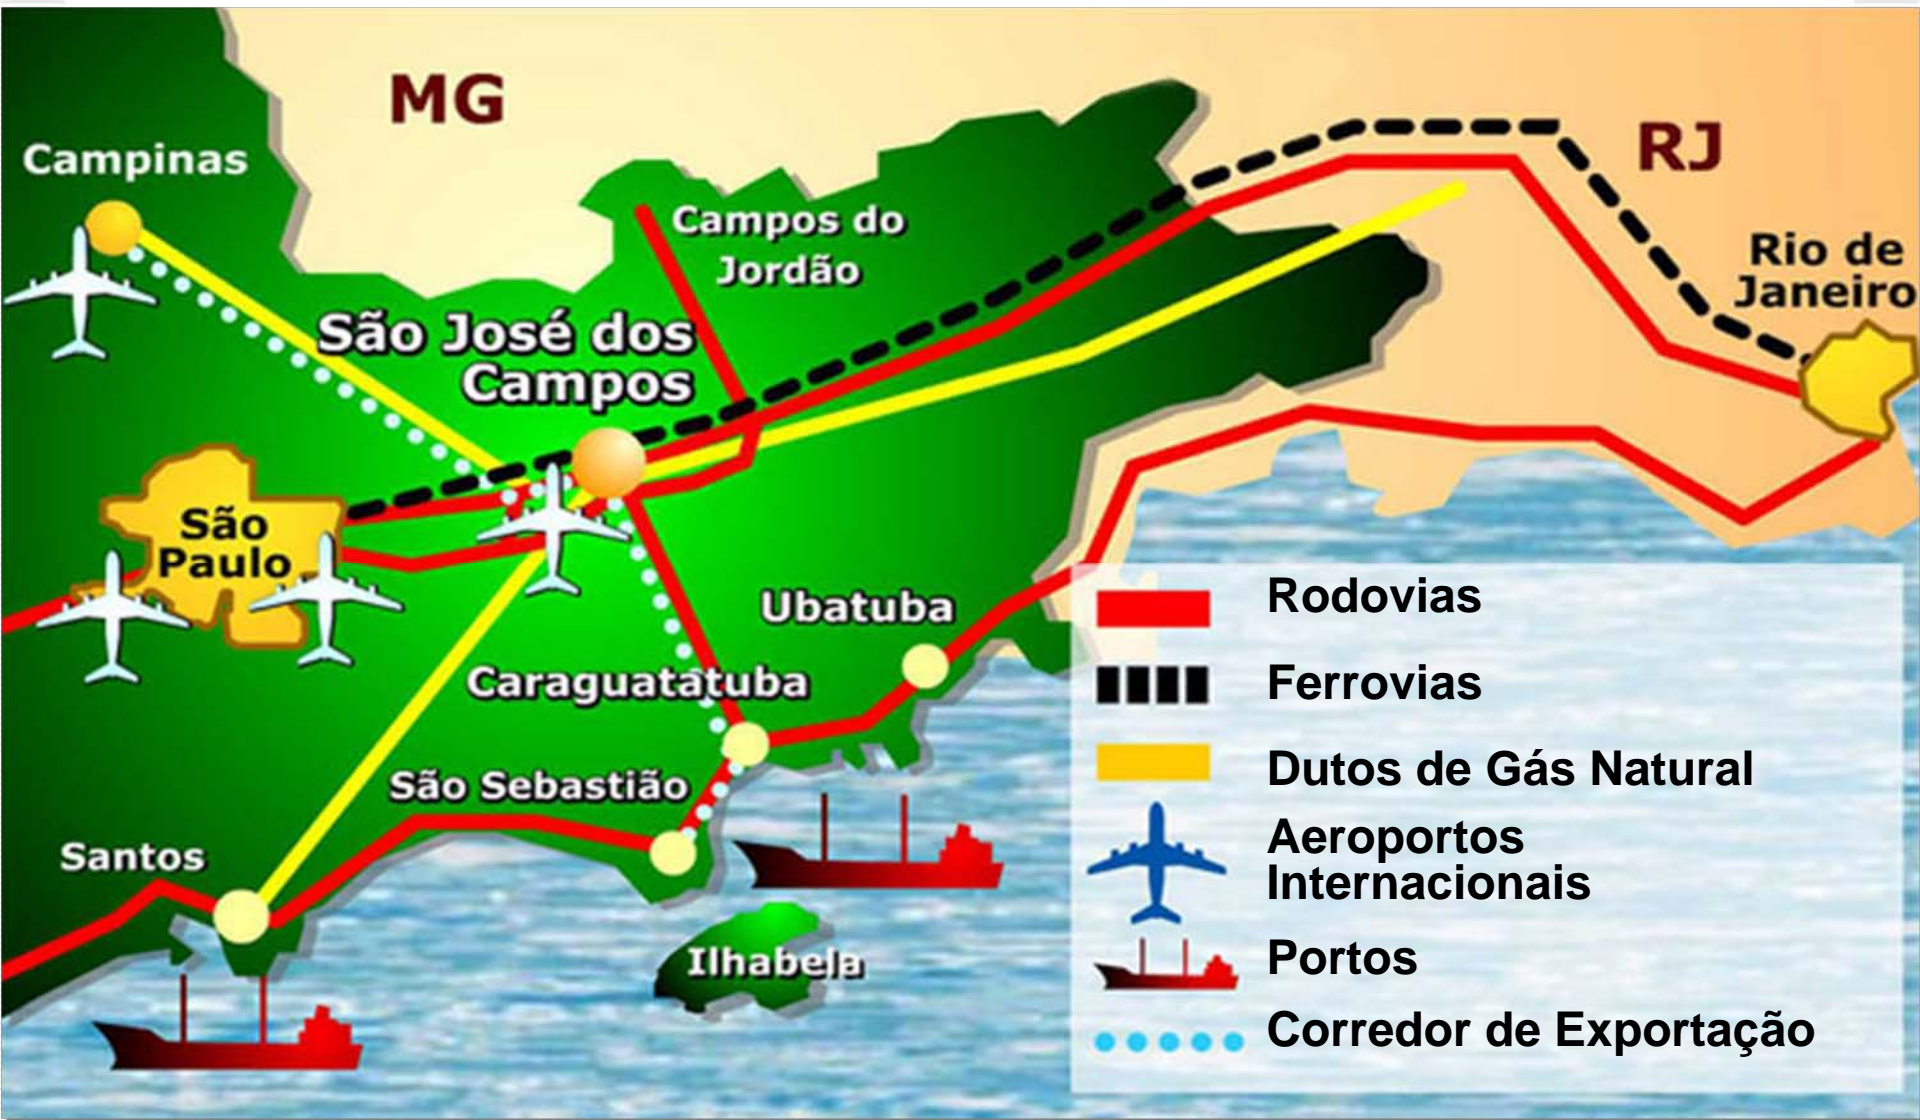 MG
RJ
Campinas
Campos do
Jordão
Rio de
Janeiro
São José dos
Campos
São
Paulo
Ubatuba
Caraguatatuba
São Sebastião
Santos
Ilhabela
Rodovias
Ferrovias
Dutos de Gás Natural
Aeroportos
Internacionais
Portos
Corredor de Exportação